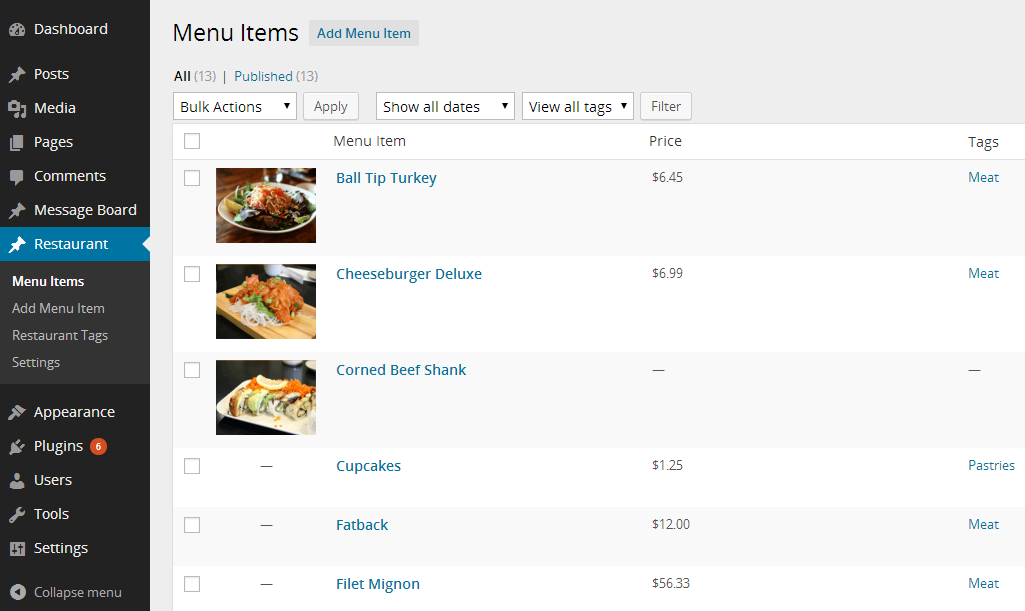 Dashboard
Posts
Media
Pages
Comments
Message Board
Restaurant
Menu Items
Add Menu Item
Restaurant Tags
Settings
Appearance
Plugins 6
Users
Tools
Settings
Collapse menu
Menu Items Add Menu Item
All (13) | Published (13)
Bulk Actions Apply Show all dates View all tags Filter
Menu Item Price Tags
Ball Tip Turkey $6.45 Meat
Cheeseburger Deluxe $6.99 Meat
Corned Beef Shank — —
— Cupcakes $1.25 Pastries
— Fatback $12.00 Meat
— Filet Mignon $56.33 Meat